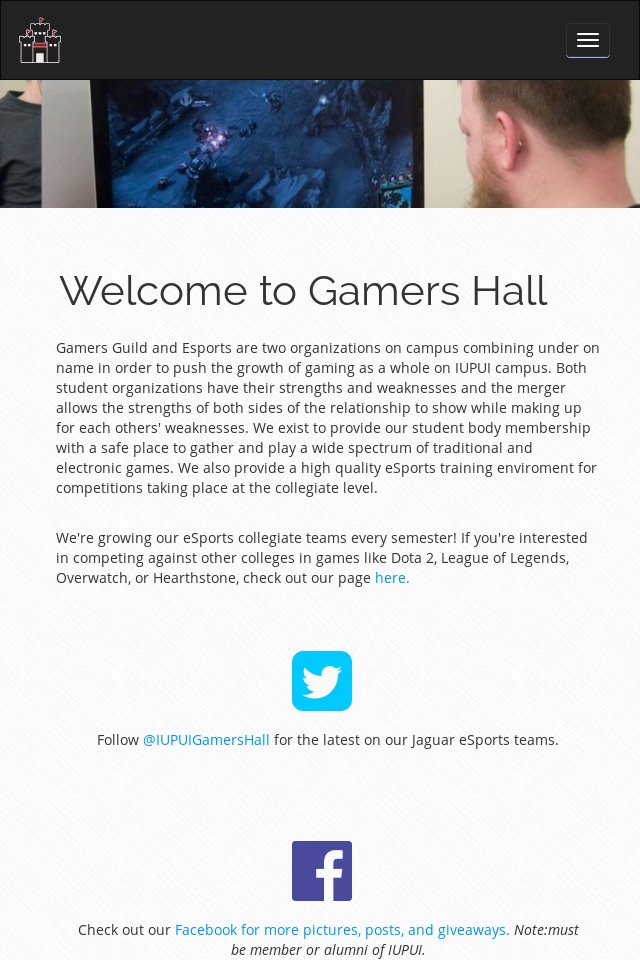 Welcome to Gamers Hall
Gamers Guild and Esports are two organizations on campus combining under on
name in order to push the growth of gaming as a whole on IUPUI campus. Both
student organizations have their strengths and weaknesses and the merger
allows the strengths of both sides of the relationship to show while making up
for each others' weaknesses. We exist to provide our student body membership
with a safe place to gather and play a wide spectrum of traditional and
electronic games. We also provide a high quality eSports training enviroment for
competitions taking place at the collegiate level.
We're growing our eSports collegiate teams every semester! If you're interested
in competing against other colleges in games like Dota 2, League of Legends,
Overwatch, or Hearthstone, check out our page here.
Follow @IUPUIGamersHall for the latest on our Jaguar eSports teams.
Check out our Facebook for more pictures, posts, and giveaways. Note:must
be member or alumni of IUPUI.